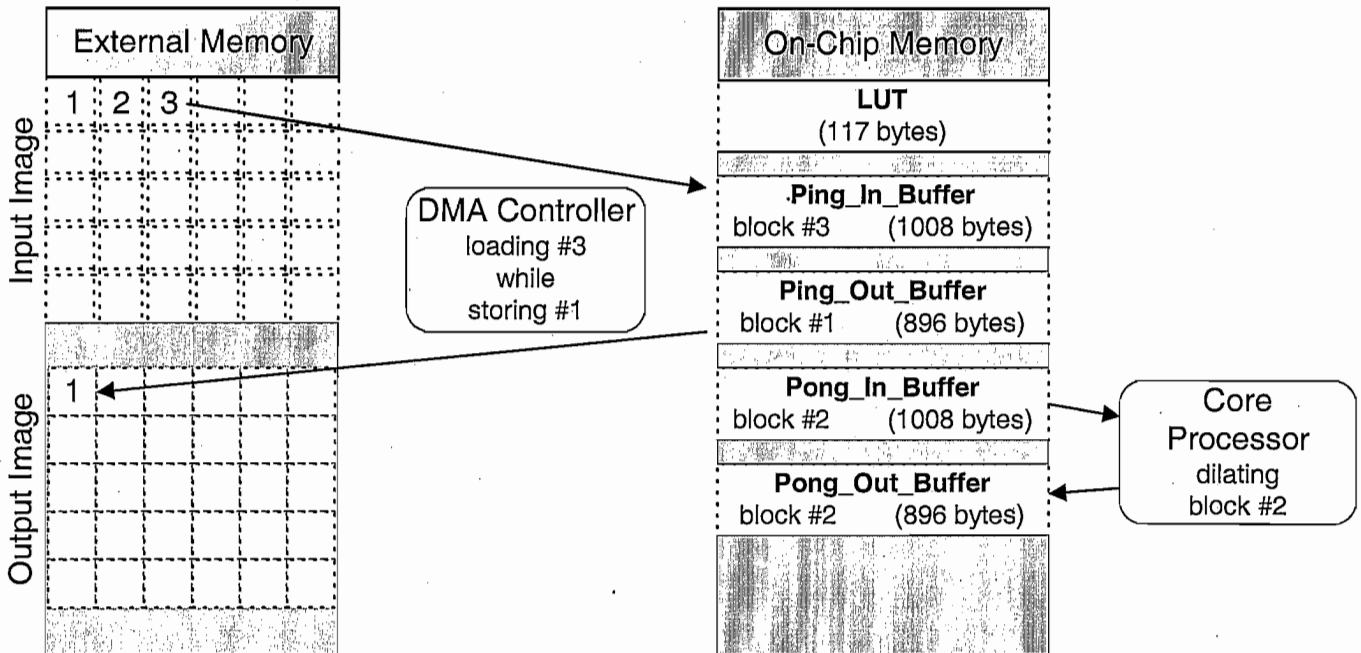 External Memory
Input Image
1 2 3
Output Image
1
DMA Controller
loading #3
while
storing #1
On-Chip Memory
LUT
(117 bytes)
Ping_In_Buffer
block #3 (1008 bytes)
Ping_Out_Buffer
block #1 (896 bytes)
Pong_In_Buffer
block #2 (1008 bytes)
Pong_Out_Buffer
block #2 (896 bytes)
Core
Processor
dilating
block #2